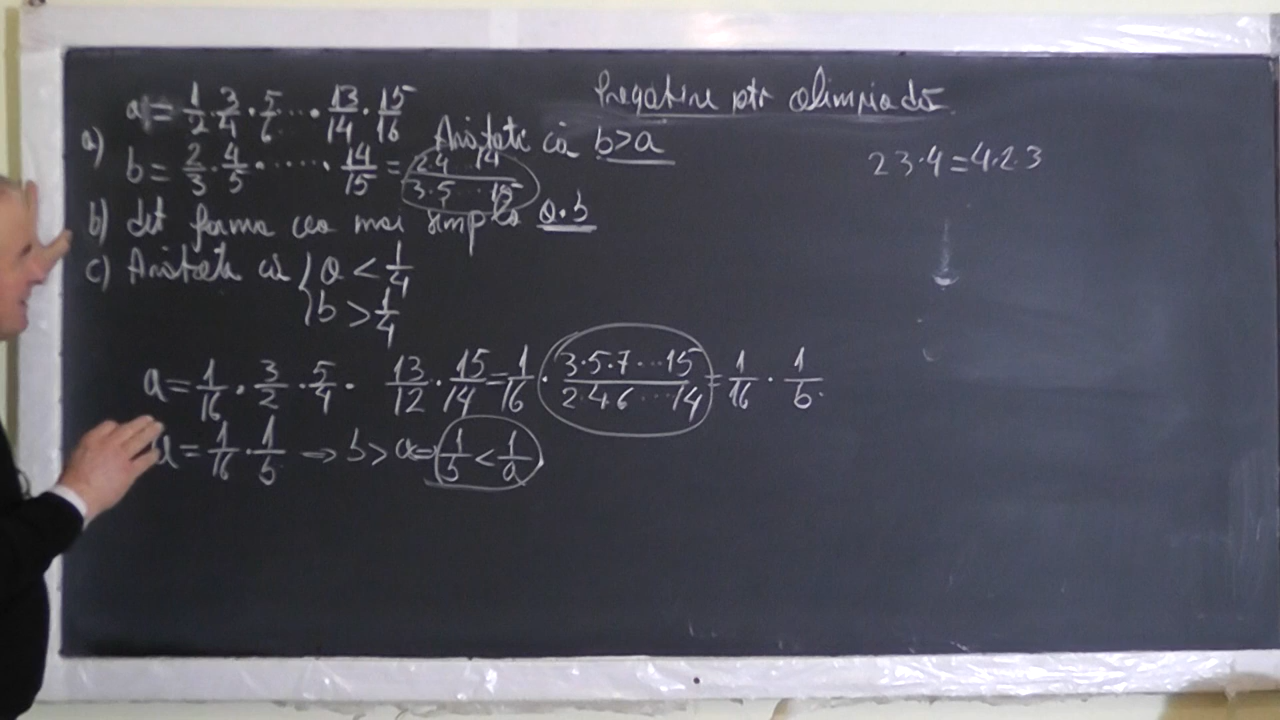 Pregatire ptr olimpiadă
a = 1/2 · 3/4 · 5/6 ... 13/14 · 15/16
a) Arătati că b > a
b = 2/3 · 4/5 · ..... · 14/15 = 2·4...14 / 3·5...15
2·3·4 = 4·2·3
b) det forma cea mai simplă a·b
c) Arătati că { a < 1/4
b > 1/4
a = 1/16 · 3/2 · 5/4 · 13/12 · 15/14 = 1/16 · 3·5·7...15 / 2·4·6...14 = 1/16 · 1/b.
a = 1/16 · 1/b ⇒ b > a ⇒ 1/b < 1/a